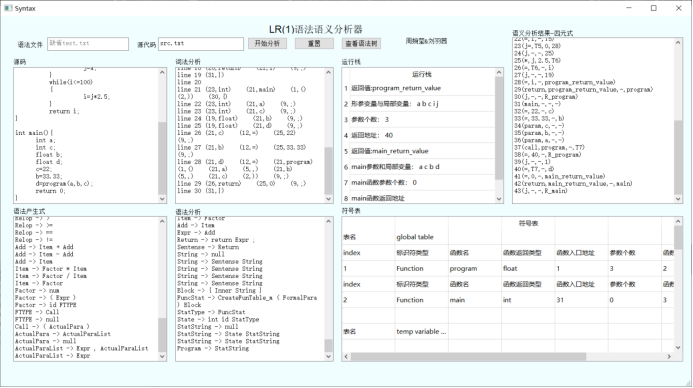 Syntax
LR(1)语法语义分析器
语法文件 缺省test.txt 源代码 src.txt 开始分析 重置 查看语法树
源码
j=4;
}
while(i<=100)
{
i=j*2.5;
}
return i;
}
int main(){
int a;
int c;
float b;
float d;
c=22;
b=33.33;
d=program(a,b,c);
return 0;
}
词法分析
line 19 (31,])
line 20
line 21 (23,int) (21,main) (1,()
(2,)) (30,[)
line 22 (23,int) (21,a) (9,;)
line 23 (23,int) (21,c) (9,;)
line 24 (19,float) (21,b) (9,;)
line 25 (19,float) (21,d) (9,;)
line 26 (21,c) (12,=) (25,22)
(9,;)
line 27 (21,b) (12,=) (25,33.33)
(9,;)
line 28 (21,d) (12,=) (21,program)
(1,() (21,a) (5,,) (21,b)
(5,,) (21,c) (2,)) (9,;)
line 29 (26,return) (25,0) (9,;)
line 30 (31,])
运行栈
运行栈
1 返回值:program_return_value
2 形参变量与局部变量: a b c i j
3 参数个数: 3
4 返回地址: 40
5 返回值:main_return_value
6 main参数和局部变量: a c b d
7 main函数参数个数: 0
8 main函数返回地址
语义分析结果-四元式
22(=,1,-,T5)
23(j=,T5,0,28)
24(j,-,-,25)
25(*,j,2.5,T6)
26(=,T6,-,i)
27(j,-,-,19)
28(=,i,-,program_return_value)
29(return,program_return_value,-,program)
30(j,-,-,R_program)
31(main,-,-,-)
32(=,22,-,c)
33(=,33.33,-,b)
34(param,c,-,-)
35(param,b,-,-)
36(param,a,-,-)
37(call,program,-,T7)
38(=,40,-,R_program)
39(j,-,-,1)
40(=,T7,-,d)
41(=,0,-,main_return_value)
42(return,main_return_value,-,main)
43(j,-,-,R_main)
语法产生式
Relop -> >
Relop -> >=
Relop -> ==
Relop -> !=
Add -> Item + Add
Add -> Item - Add
Add -> Item
Item -> Factor * Item
Item -> Factor / Item
Item -> Factor
Factor -> num
Factor -> ( Expr )
Factor -> id FTYPE
FTYPE -> Call
FTYPE -> null
Call -> ( ActualPara )
ActualPara -> ActualParaList
ActualPara -> null
ActualParaList -> Expr , ActualParaList
ActualParaList -> Expr
语法分析
Item -> Factor
Add -> Item
Expr -> Add
Return -> return Expr ;
Sentense -> Return
String -> null
String -> Sentense String
String -> Sentense String
String -> Sentense String
Block -> { Inner String }
FuncStat -> CreateFunTable_m ( FormalPara
) Block
StatType -> FuncStat
State -> int id StatType
StatString -> null
StatString -> State StatString
StatString -> State StatString
Program -> StatString
符号表
符号表
表名 global table
index 标识符类型 函数名 函数返回类型 函数入口地址 参数个数
1 Function program float 1 3 2
index 标识符类型 函数名 函数返回类型 函数入口地址 参数个数
2 Function main int 31 0 3
表名 temp variable ...